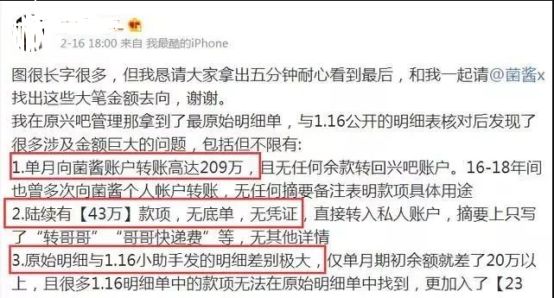 2-16 18:00 来自 我最酷的iPhone
图很长字很多，但我恳请大家拿出五分钟耐心看到最后，和我一起请@菌酱x
找出这些大笔金额去向，谢谢。
我在原兴吧管理那拿到了最原始明细单，与1.16公开的明细表核对后发现了
很多涉及金额巨大的问题，包括但不限有:
1.单月向菌酱账户转账高达209万，且无任何余款转回兴吧账户。16-18年间
也曾多次向菌酱个人帐户转账，无任何摘要备注表明款项具体用途
2.陆续有【43万】款项，无底单，无凭证，直接转入私人账户，摘要上只写
了“转哥哥”“哥哥快递费”等，无其他详情
3.原始明细与1.16小助手发的明细差别极大，仅单月期初余额就差了20万以
上，且很多1.16明细单中的款项无法在原始明细中找到，更加入了【23